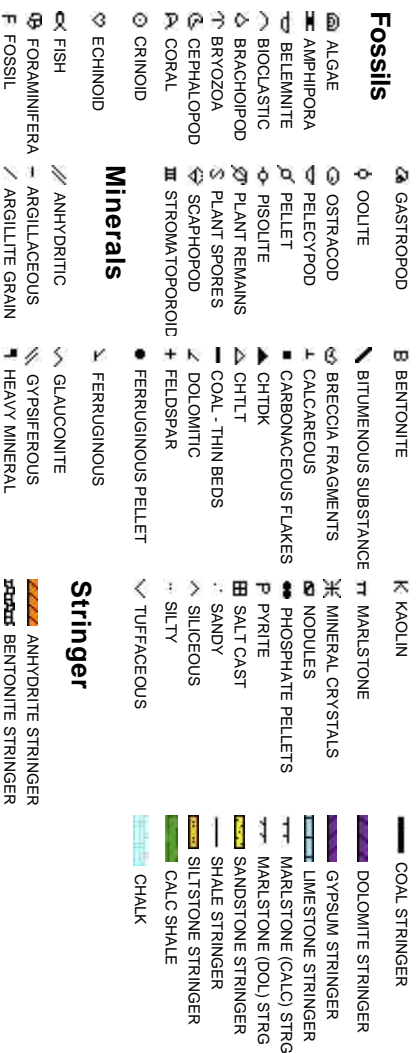 Fossils
ALGAE
AMPHIPORA
BELEMNITE
BIOCLASTIC
BRACHOIPOD
BRYOZOA
CEPHALOPOD
CORAL
CRINOID
ECHINOID
FISH
FORAMINIFERA
F FOSSIL
GASTROPOD
OOLITE
OSTRACOD
PELECYPOD
PELLET
PISOLITE
PLANT REMAINS
PLANT SPORES
SCAPHOPOD
STROMATOPOROID
Minerals
ANHYDRITIC
ARGILLACEOUS
ARGILLITE GRAIN
B BENTONITE
BITUMENOUS SUBSTANCE
BRECCIA FRAGMENTS
CALCAREOUS
CARBONACEOUS FLAKES
CHTDK
CHTLT
COAL - THIN BEDS
DOLOMITIC
FELDSPAR
FERRUGINOUS PELLET
FERRUGINOUS
GLAUCONITE
GYPSIFEROUS
HEAVY MINERAL
K KAOLIN
MARLSTONE
MINERAL CRYSTALS
NODULES
PHOSPHATE PELLETS
P PYRITE
SALT CAST
SANDY
SILICEOUS
SILTY
TUFFACEOUS
Stringer
ANHYDRITE STRINGER
BENTONITE STRINGER
COAL STRINGER
DOLOMITE STRINGER
GYPSUM STRINGER
LIMESTONE STRINGER
MARLSTONE (CALC) STRG
MARLSTONE (DOL) STRG
SANDSTONE STRINGER
SHALE STRINGER
SILTSTONE STRINGER
CALC SHALE
CHALK